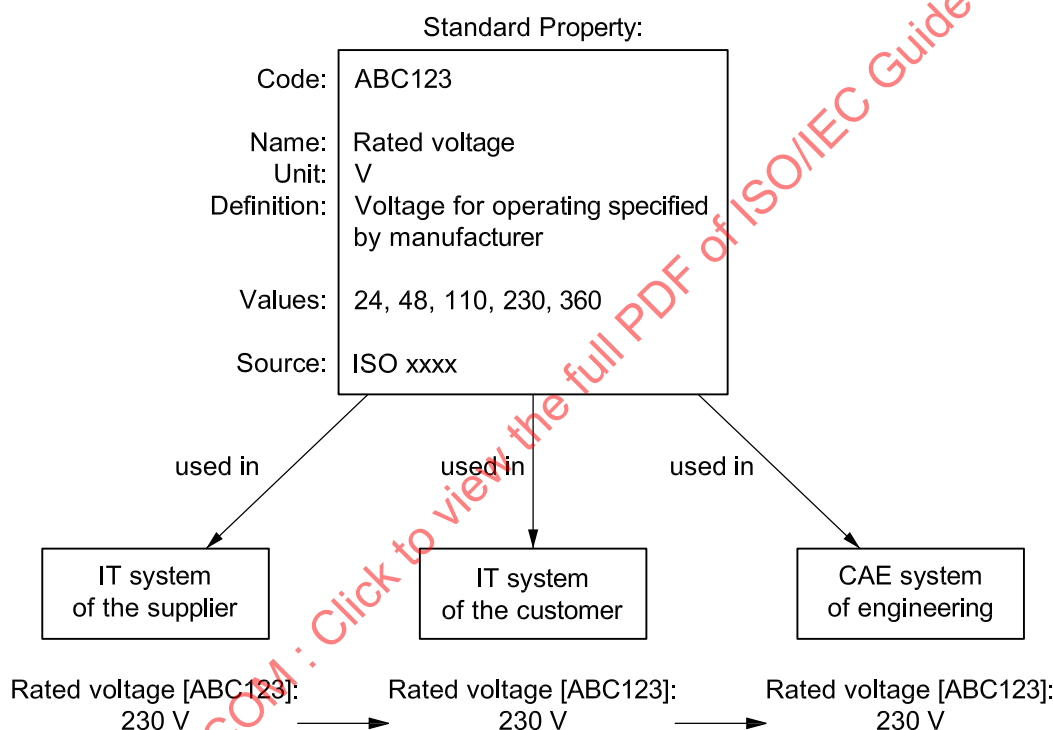 Standard Property:
Code: ABC123
Name: Rated voltage
Unit: V
Definition: Voltage for operating specified
by manufacturer
Values: 24, 48, 110, 230, 360
Source: ISO xxxx
used in used in used in
IT system
of the supplier
IT system
of the customer
CAE system
of engineering
Rated voltage [ABC123]:
230 V
Rated voltage [ABC123]:
230 V
Rated voltage [ABC123]:
230 V
COM : Click to view the full PDF of ISO/IEC Guide